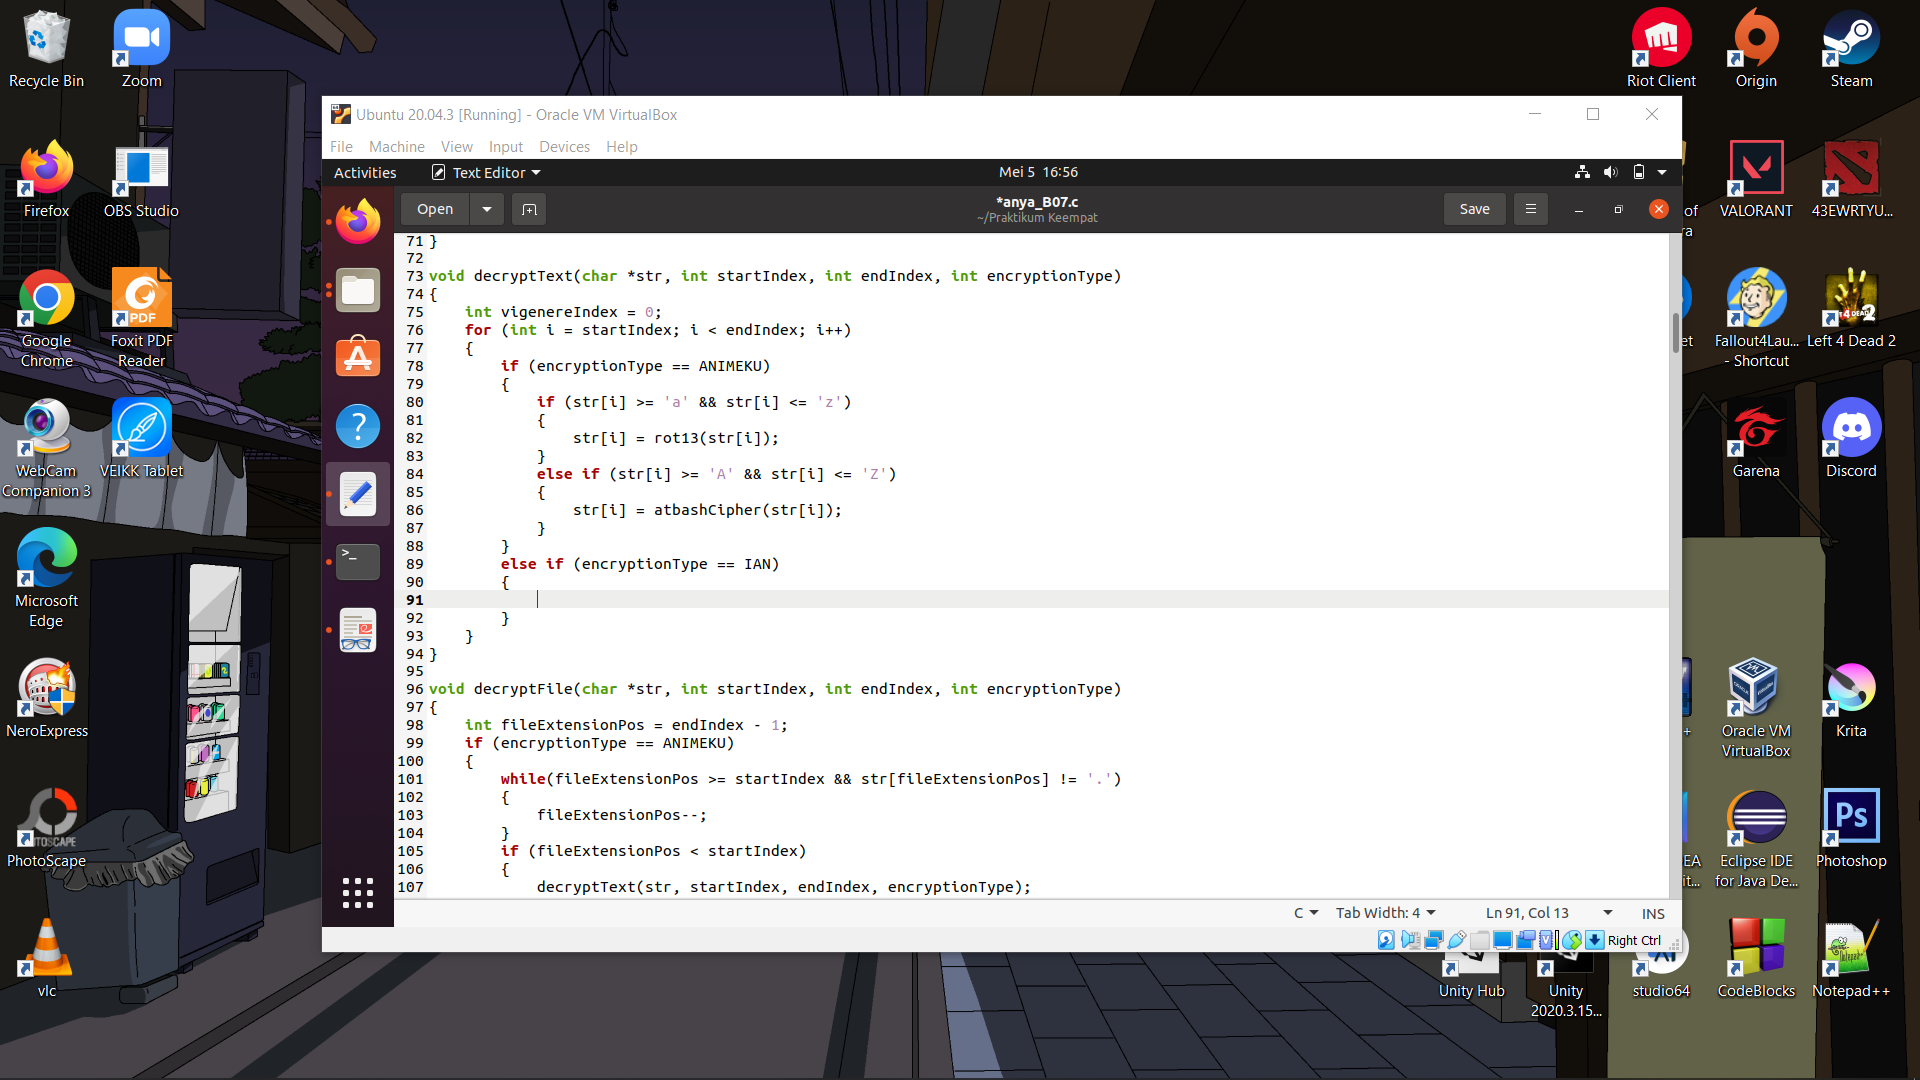 Recycle Bin
Zoom
Riot Client
Origin
Steam
Firefox
OBS Studio
VALORANT
43EWRTYU...
Google Chrome
Foxit PDF Reader
Fallout4Lau... - Shortcut
Left 4 Dead 2
WebCam Companion 3
VEIKK Tablet
Garena
Discord
Microsoft Edge
NeroExpress
Oracle VM VirtualBox
Krita
PhotoScape
Eclipse IDE for Java De...
Photoshop
vlc
Unity Hub
Unity 2020.3.15...
studio64
CodeBlocks
Notepad++
Ubuntu 20.04.3 [Running] - Oracle VM VirtualBox
File Machine View Input Devices Help
Activities Text Editor Mei 5 16:56
Open *anya_B07.c Save
~/Praktikum Keempat
71 }
72
73 void decryptText(char *str, int startIndex, int endIndex, int encryptionType)
74 {
75     int vigenereIndex = 0;
76     for (int i = startIndex; i < endIndex; i++)
77     {
78         if (encryptionType == ANIMEKU)
79         {
80             if (str[i] >= 'a' && str[i] <= 'z')
81             {
82                 str[i] = rot13(str[i]);
83             }
84             else if (str[i] >= 'A' && str[i] <= 'Z')
85             {
86                 str[i] = atbashCipher(str[i]);
87             }
88         }
89         else if (encryptionType == IAN)
90         {
91
92         }
93     }
94 }
95
96 void decryptFile(char *str, int startIndex, int endIndex, int encryptionType)
97 {
98     int fileExtensionPos = endIndex - 1;
99     if (encryptionType == ANIMEKU)
100     {
101         while(fileExtensionPos >= startIndex && str[fileExtensionPos] != '.')
102         {
103             fileExtensionPos--;
104         }
105         if (fileExtensionPos < startIndex)
106         {
107             decryptText(str, startIndex, endIndex, encryptionType);
C Tab Width: 4 Ln 91, Col 13 INS
Right Ctrl